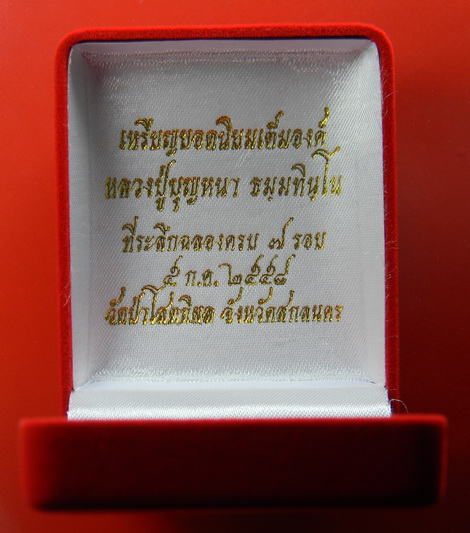 เหรียญยอดนิยมเต็มองค์
หลวงปู่บุญหนา ธมฺมทินฺโน
ที่ระลึกฉลองครบ ๗ รอบ
๕ ก.ค. ๒๕๕๘
วัดป่าโสตถิผล จังหวัดสกลนคร